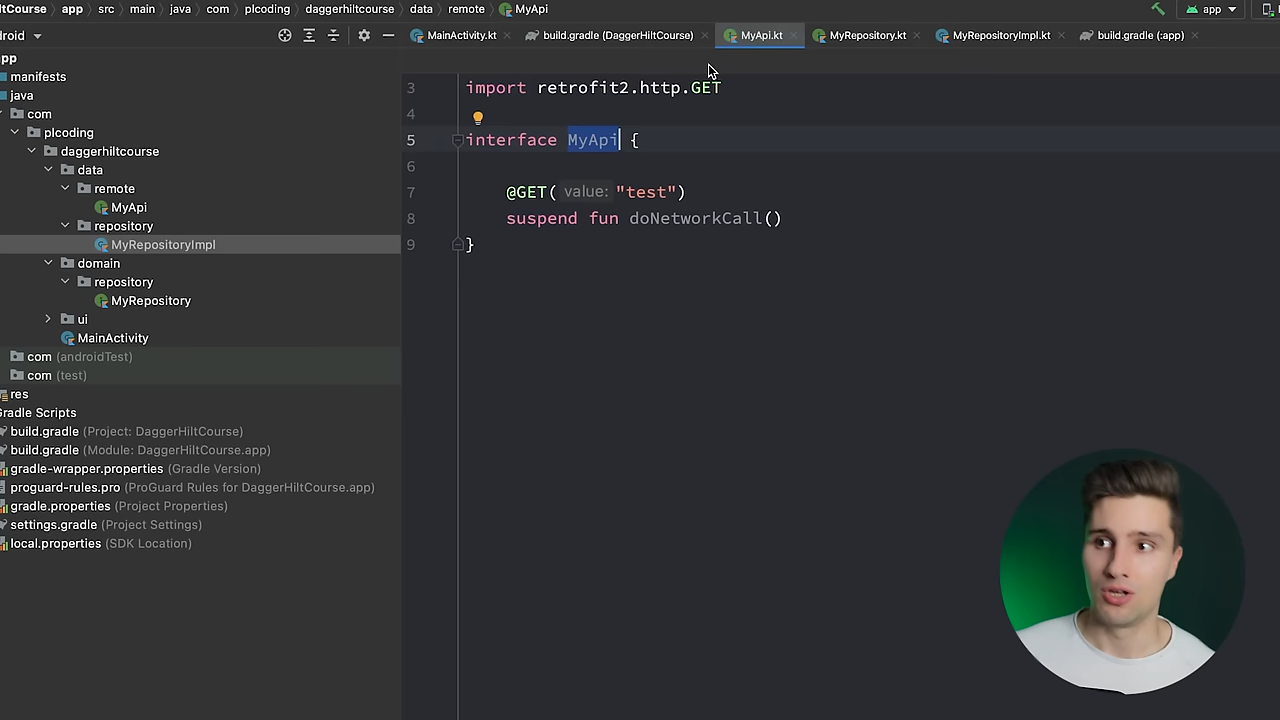 ltCourse app src main java com plcoding daggerhiltcourse data remote MyApi app
roid
MainActivity.kt build.gradle (DaggerHiltCourse) MyApi.kt MyRepository.kt MyRepositoryImpl.kt build.gradle (:app)
pp
manifests
java
com
plcoding
daggerhiltcourse
data
remote
MyApi
repository
MyRepositoryImpl
domain
repository
MyRepository
ui
MainActivity
com (androidTest)
com (test)
res
Gradle Scripts
build.gradle (Project: DaggerHiltCourse)
build.gradle (Module: DaggerHiltCourse.app)
gradle-wrapper.properties (Gradle Version)
proguard-rules.pro (ProGuard Rules for DaggerHiltCourse.app)
gradle.properties (Project Properties)
settings.gradle (Project Settings)
local.properties (SDK Location)
3 import retrofit2.http.GET
4
5 interface MyApi {
6
7 @GET( value: "test")
8 suspend fun doNetworkCall()
9 }